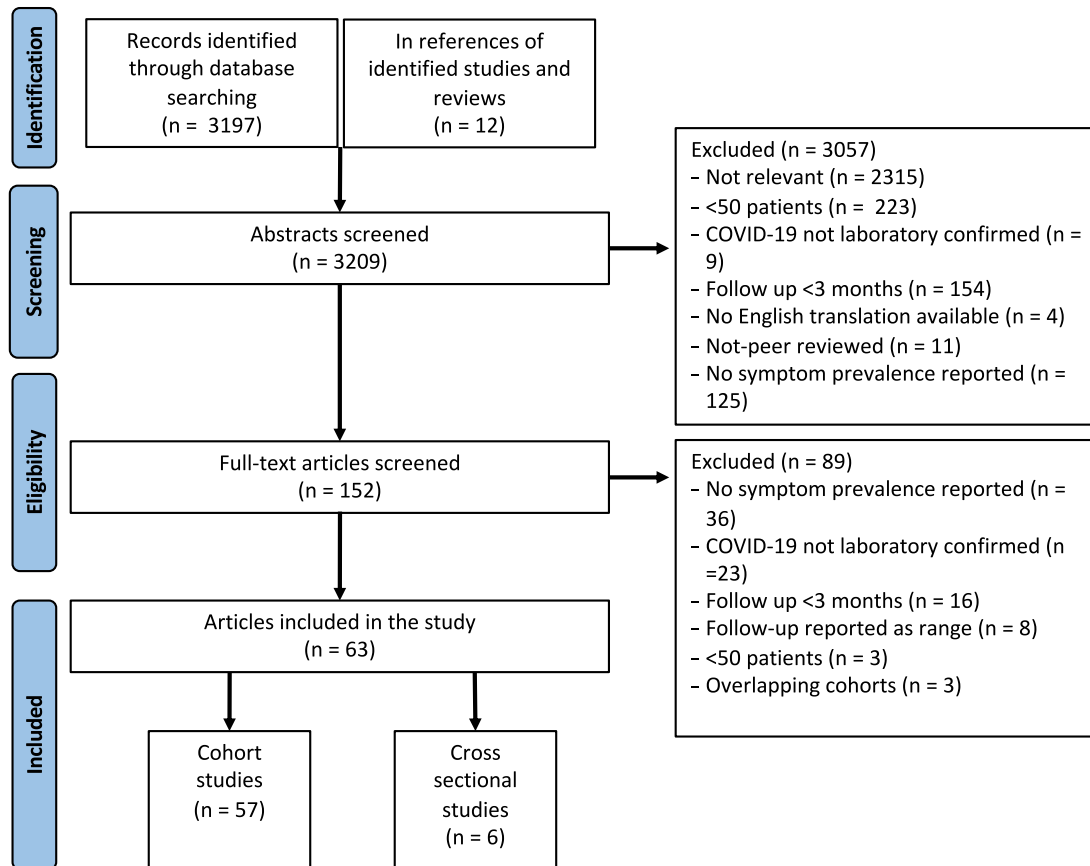 Identification
Records identified
through database
searching
(n =  3197)
In references of
identified studies and
reviews
(n = 12)
Screening
Abstracts screened
(n = 3209)
Excluded (n = 3057)
– Not relevant (n = 2315)
– <50 patients (n =  223)
– COVID-19 not laboratory confirmed (n =
9)
– Follow up <3 months (n = 154)
– No English translation available (n = 4)
– Not-peer reviewed (n = 11)
– No symptom prevalence reported (n =
125)
Eligibility
Full-text articles screened
(n = 152)
Excluded (n = 89)
– No symptom prevalence reported (n =
36)
– COVID-19 not laboratory confirmed (n
=23)
– Follow up <3 months (n = 16)
– Follow-up reported as range (n = 8)
– <50 patients (n = 3)
– Overlapping cohorts (n = 3)
Included
Articles included in the study
(n = 63)
Cohort
studies
(n = 57)
Cross
sectional
studies
(n = 6)